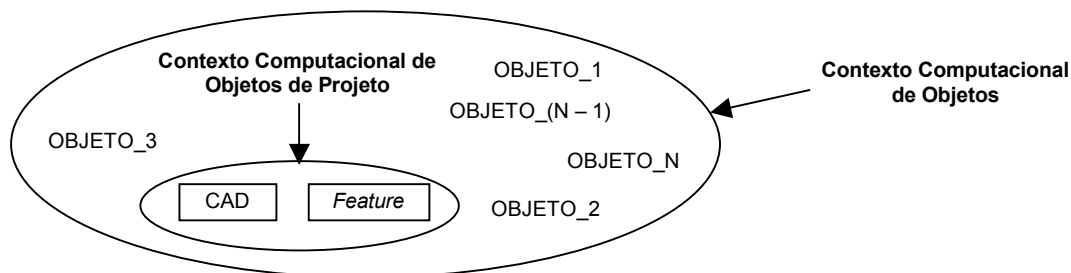 Contexto Computacional de
Objetos de Projeto
OBJETO_1
Contexto Computacional
de Objetos
OBJETO_(N – 1)
OBJETO_3
OBJETO_N
CAD
Feature
OBJETO_2